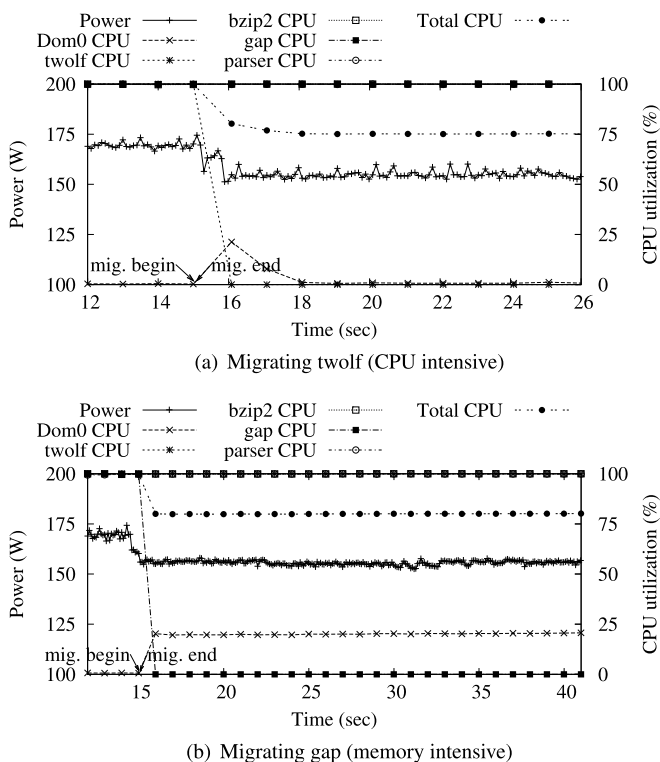 Power bzip2 CPU Total CPU
Dom0 CPU gap CPU
twolf CPU parser CPU
200 100
175 75
150 50
125 25
100 0
Power (W)
CPU utilization (%)
mig. begin mig. end
12 14 16 18 20 22 24 26
Time (sec)
(a) Migrating twolf (CPU intensive)
Power bzip2 CPU Total CPU
Dom0 CPU gap CPU
twolf CPU parser CPU
200 100
175 75
150 50
125 25
100 0
Power (W)
CPU utilization (%)
mig. begin mig. end
15 20 25 30 35 40
Time (sec)
(b) Migrating gap (memory intensive)